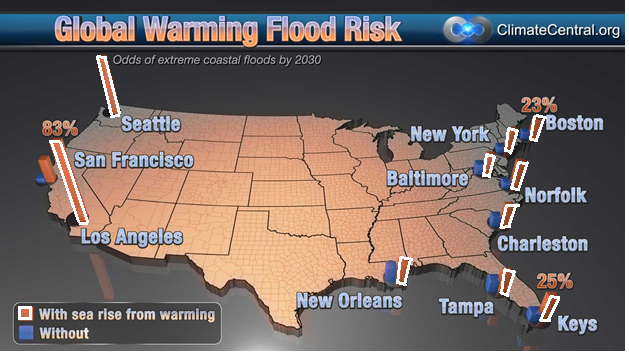 Global Warming Flood Risk
ClimateCentral.org
Odds of extreme coastal floods by 2030
83%
Seattle
San Francisco
Los Angeles
New York
23%
Boston
Baltimore
Norfolk
Charleston
New Orleans
Tampa
25%
Keys
With sea rise from warming
Without